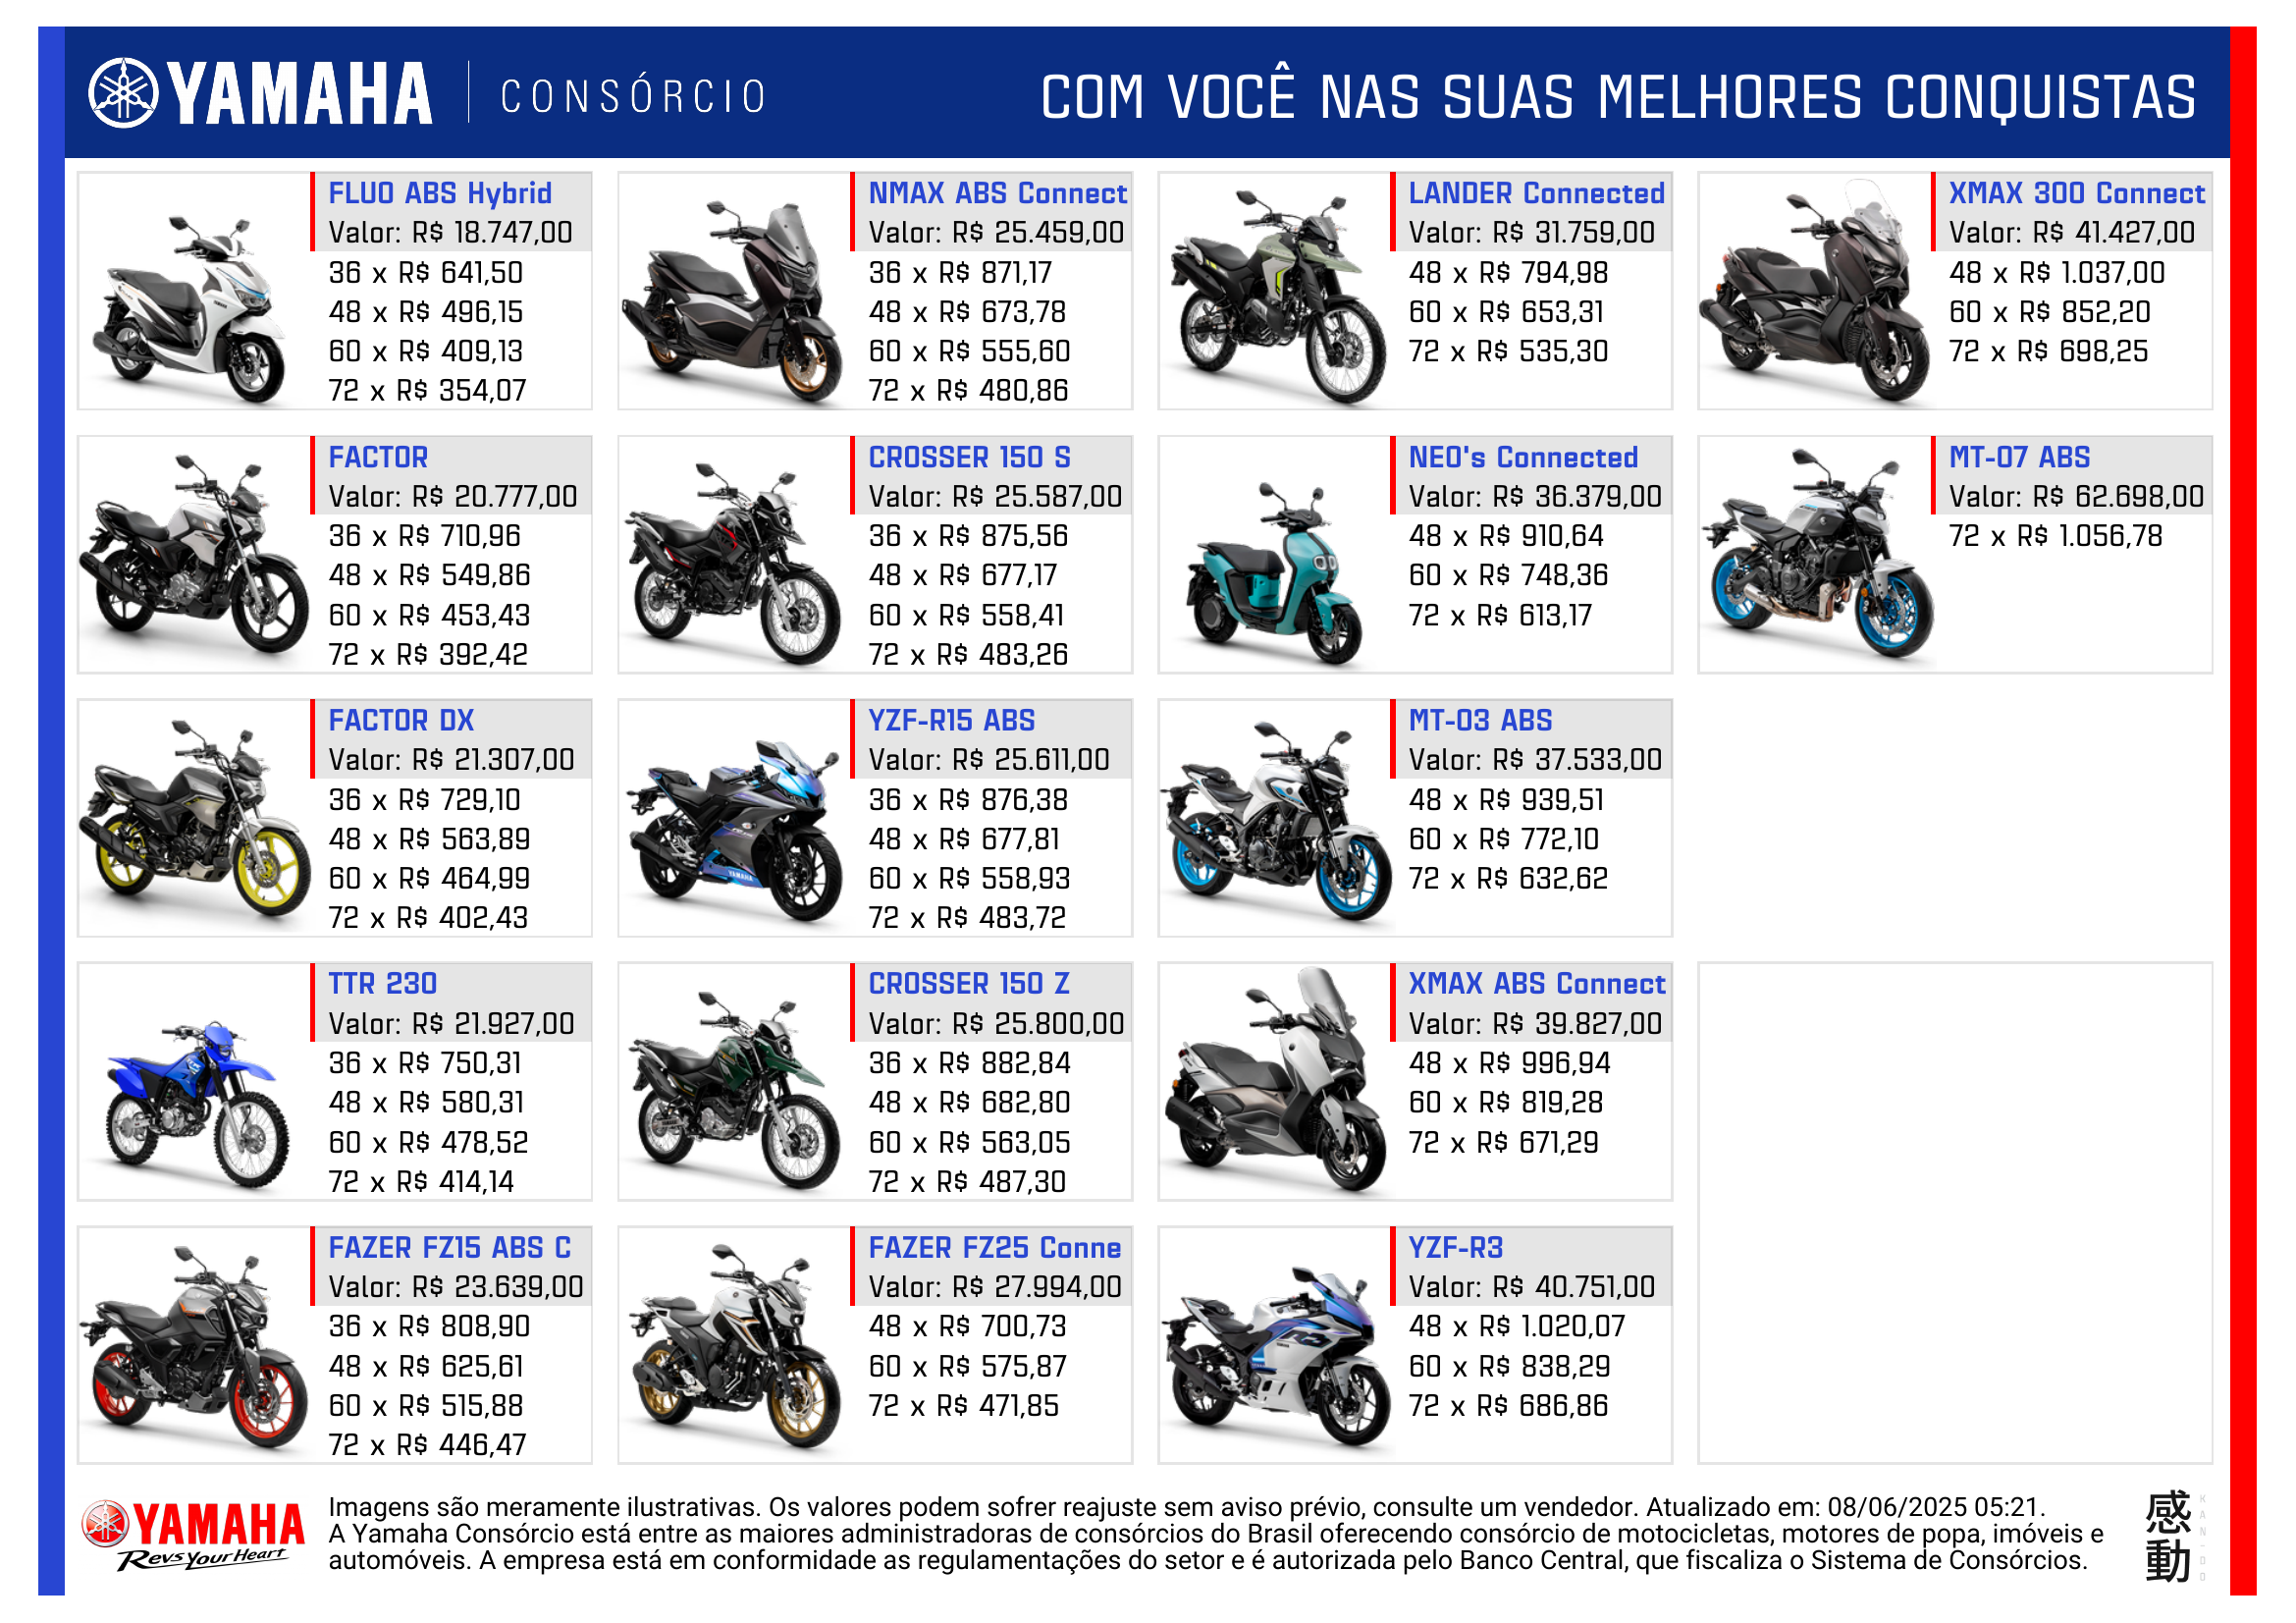 YAMAHA CONSÓRCIO COM VOCÊ NAS SUAS MELHORES CONQUISTAS
FLUO ABS Hybrid
Valor: R$ 18.747,00
36 x R$ 641,50
48 x R$ 496,15
60 x R$ 409,13
72 x R$ 354,07
NMAX ABS Connect
Valor: R$ 25.459,00
36 x R$ 871,17
48 x R$ 673,78
60 x R$ 555,60
72 x R$ 480,86
LANDER Connected
Valor: R$ 31.759,00
48 x R$ 794,98
60 x R$ 653,31
72 x R$ 535,30
XMAX 300 Connect
Valor: R$ 41.427,00
48 x R$ 1.037,00
60 x R$ 852,20
72 x R$ 698,25
FACTOR
Valor: R$ 20.777,00
36 x R$ 710,96
48 x R$ 549,86
60 x R$ 453,43
72 x R$ 392,42
CROSSER 150 S
Valor: R$ 25.587,00
36 x R$ 875,56
48 x R$ 677,17
60 x R$ 558,41
72 x R$ 483,26
NEO's Connected
Valor: R$ 36.379,00
48 x R$ 910,64
60 x R$ 748,36
72 x R$ 613,17
MT-07 ABS
Valor: R$ 62.698,00
72 x R$ 1.056,78
FACTOR DX
Valor: R$ 21.307,00
36 x R$ 729,10
48 x R$ 563,89
60 x R$ 464,99
72 x R$ 402,43
YZF-R15 ABS
Valor: R$ 25.611,00
36 x R$ 876,38
48 x R$ 677,81
60 x R$ 558,93
72 x R$ 483,72
MT-03 ABS
Valor: R$ 37.533,00
48 x R$ 939,51
60 x R$ 772,10
72 x R$ 632,62
TTR 230
Valor: R$ 21.927,00
36 x R$ 750,31
48 x R$ 580,31
60 x R$ 478,52
72 x R$ 414,14
CROSSER 150 Z
Valor: R$ 25.800,00
36 x R$ 882,84
48 x R$ 682,80
60 x R$ 563,05
72 x R$ 487,30
XMAX ABS Connect
Valor: R$ 39.827,00
48 x R$ 996,94
60 x R$ 819,28
72 x R$ 671,29
FAZER FZ15 ABS C
Valor: R$ 23.639,00
36 x R$ 808,90
48 x R$ 625,61
60 x R$ 515,88
72 x R$ 446,47
FAZER FZ25 Conne
Valor: R$ 27.994,00
48 x R$ 700,73
60 x R$ 575,87
72 x R$ 471,85
YZF-R3
Valor: R$ 40.751,00
48 x R$ 1.020,07
60 x R$ 838,29
72 x R$ 686,86
YAMAHA
Revs Your Heart
Imagens são meramente ilustrativas. Os valores podem sofrer reajuste sem aviso prévio, consulte um vendedor. Atualizado em: 08/06/2025 05:21.
A Yamaha Consórcio está entre as maiores administradoras de consórcios do Brasil oferecendo consórcio de motocicletas, motores de popa, imóveis e
automóveis. A empresa está em conformidade as regulamentações do setor e é autorizada pelo Banco Central, que fiscaliza o Sistema de Consórcios.
感動
KAN-DO